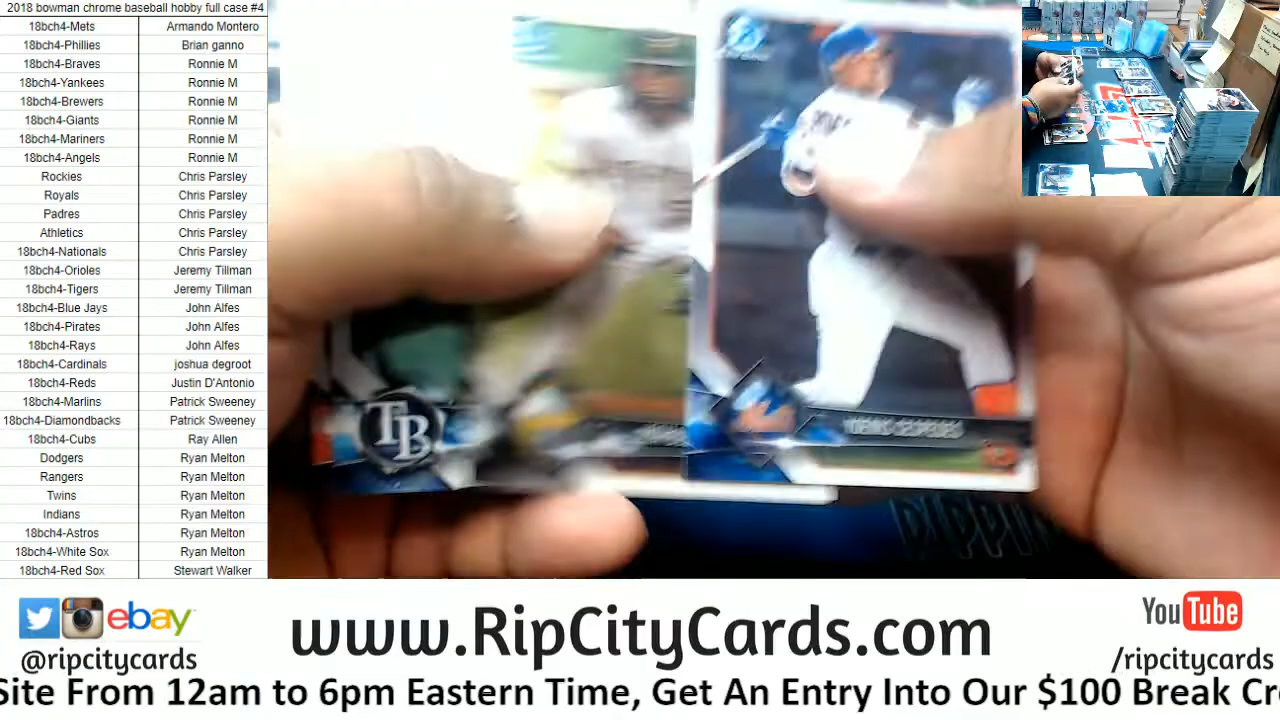 2018 bowman chrome baseball hobby full case #4
18bch4-Mets Armando Montero
18bch4-Phillies Brian ganno
18bch4-Braves Ronnie M
18bch4-Yankees Ronnie M
18bch4-Brewers Ronnie M
18bch4-Giants Ronnie M
18bch4-Mariners Ronnie M
18bch4-Angels Ronnie M
Rockies Chris Parsley
Royals Chris Parsley
Padres Chris Parsley
Athletics Chris Parsley
18bch4-Nationals Chris Parsley
18bch4-Orioles Jeremy Tillman
18bch4-Tigers Jeremy Tillman
18bch4-Blue Jays John Alfes
18bch4-Pirates John Alfes
18bch4-Rays John Alfes
18bch4-Cardinals joshua degroot
18bch4-Reds Justin D'Antonio
18bch4-Marlins Patrick Sweeney
18bch4-Diamondbacks Patrick Sweeney
18bch4-Cubs Ray Allen
Dodgers Ryan Melton
Rangers Ryan Melton
Twins Ryan Melton
Indians Ryan Melton
18bch4-Astros Ryan Melton
18bch4-White Sox Ryan Melton
18bch4-Red Sox Stewart Walker
TB
YOENIS CESPEDES
RIPPIN
ebay
@ripcitycards
www.RipCityCards.com
YouTube
/ripcitycards
Site From 12am to 6pm Eastern Time, Get An Entry Into Our $100 Break Cr